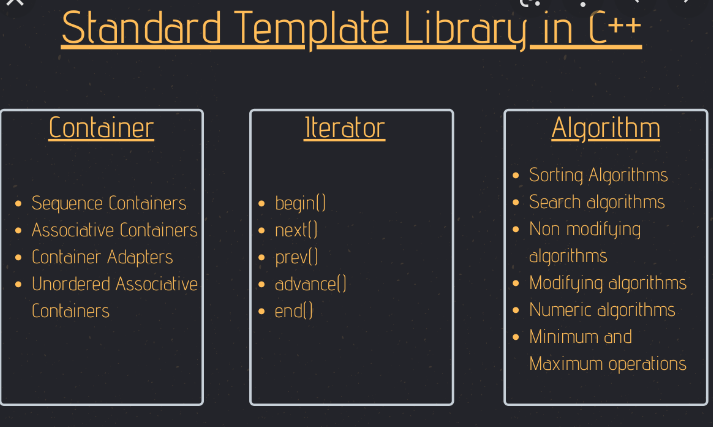 Standard Template Library in C++
Container
Sequence Containers
Associative Containers
Container Adapters
Unordered Associative
Containers
Iterator
begin()
next()
prev()
advance()
end()
Algorithm
Sorting Algorithms
Search algorithms
Non modifying
algorithms
Modifying algorithms
Numeric algorithms
Minimum and
Maximum operations